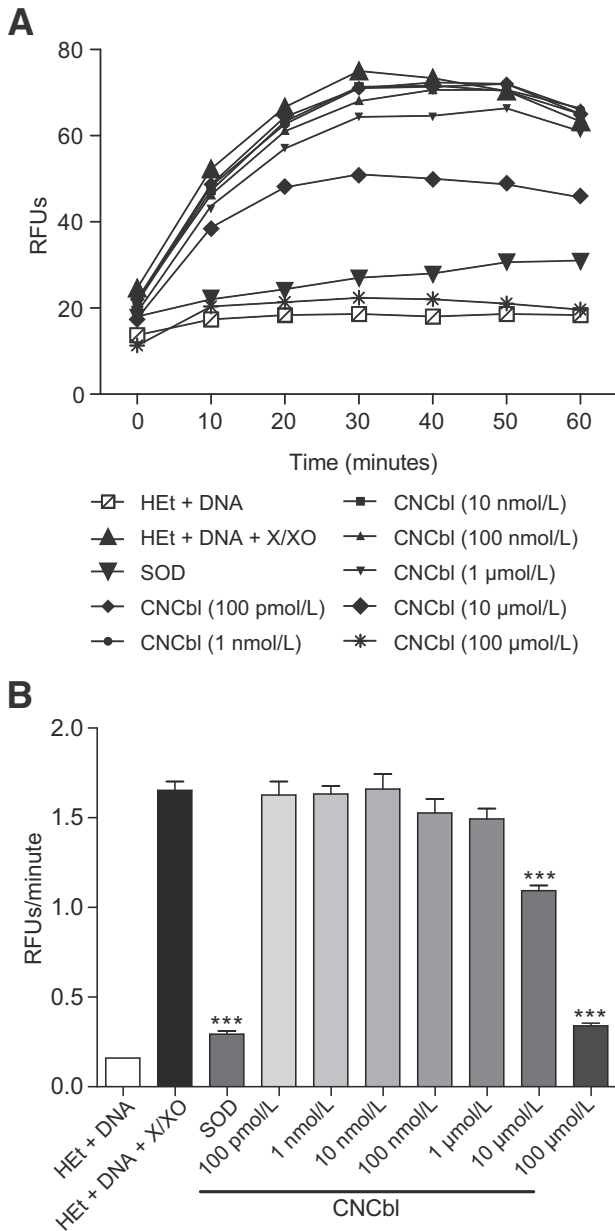 A
80
60
40
20
0
RFUs
0 10 20 30 40 50 60
Time (minutes)
HEt + DNA
HEt + DNA + X/XO
SOD
CNCbl (100 pmol/L)
CNCbl (1 nmol/L)
CNCbl (10 nmol/L)
CNCbl (100 nmol/L)
CNCbl (1 µmol/L)
CNCbl (10 µmol/L)
CNCbl (100 µmol/L)
B
2.0
1.5
1.0
0.5
0.0
RFUs/minute
***
***
***
HEt + DNA
HEt + DNA + X/XO
SOD
100 pmol/L
1 nmol/L
10 nmol/L
100 nmol/L
1 µmol/L
10 µmol/L
100 µmol/L
CNCbl